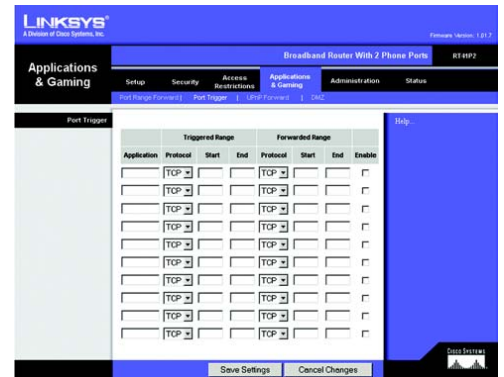 LINKSYS®
A Division of Cisco Systems, Inc.
Firmware Version: 1.01.7
Broadband Router With 2 Phone Ports
RT41P2
Applications & Gaming
Setup
Security
Access Restrictions
Applications & Gaming
Administration
Status
Port Range Forward | Port Trigger | UPnP Forward | DMZ
Port Trigger
Help...
Triggered Range Forwarded Range
Application Protocol Start End Protocol Start End Enable
TCP TCP
TCP TCP
TCP TCP
TCP TCP
TCP TCP
TCP TCP
TCP TCP
TCP TCP
TCP TCP
TCP TCP
Save Settings Cancel Changes
CISCO SYSTEMS